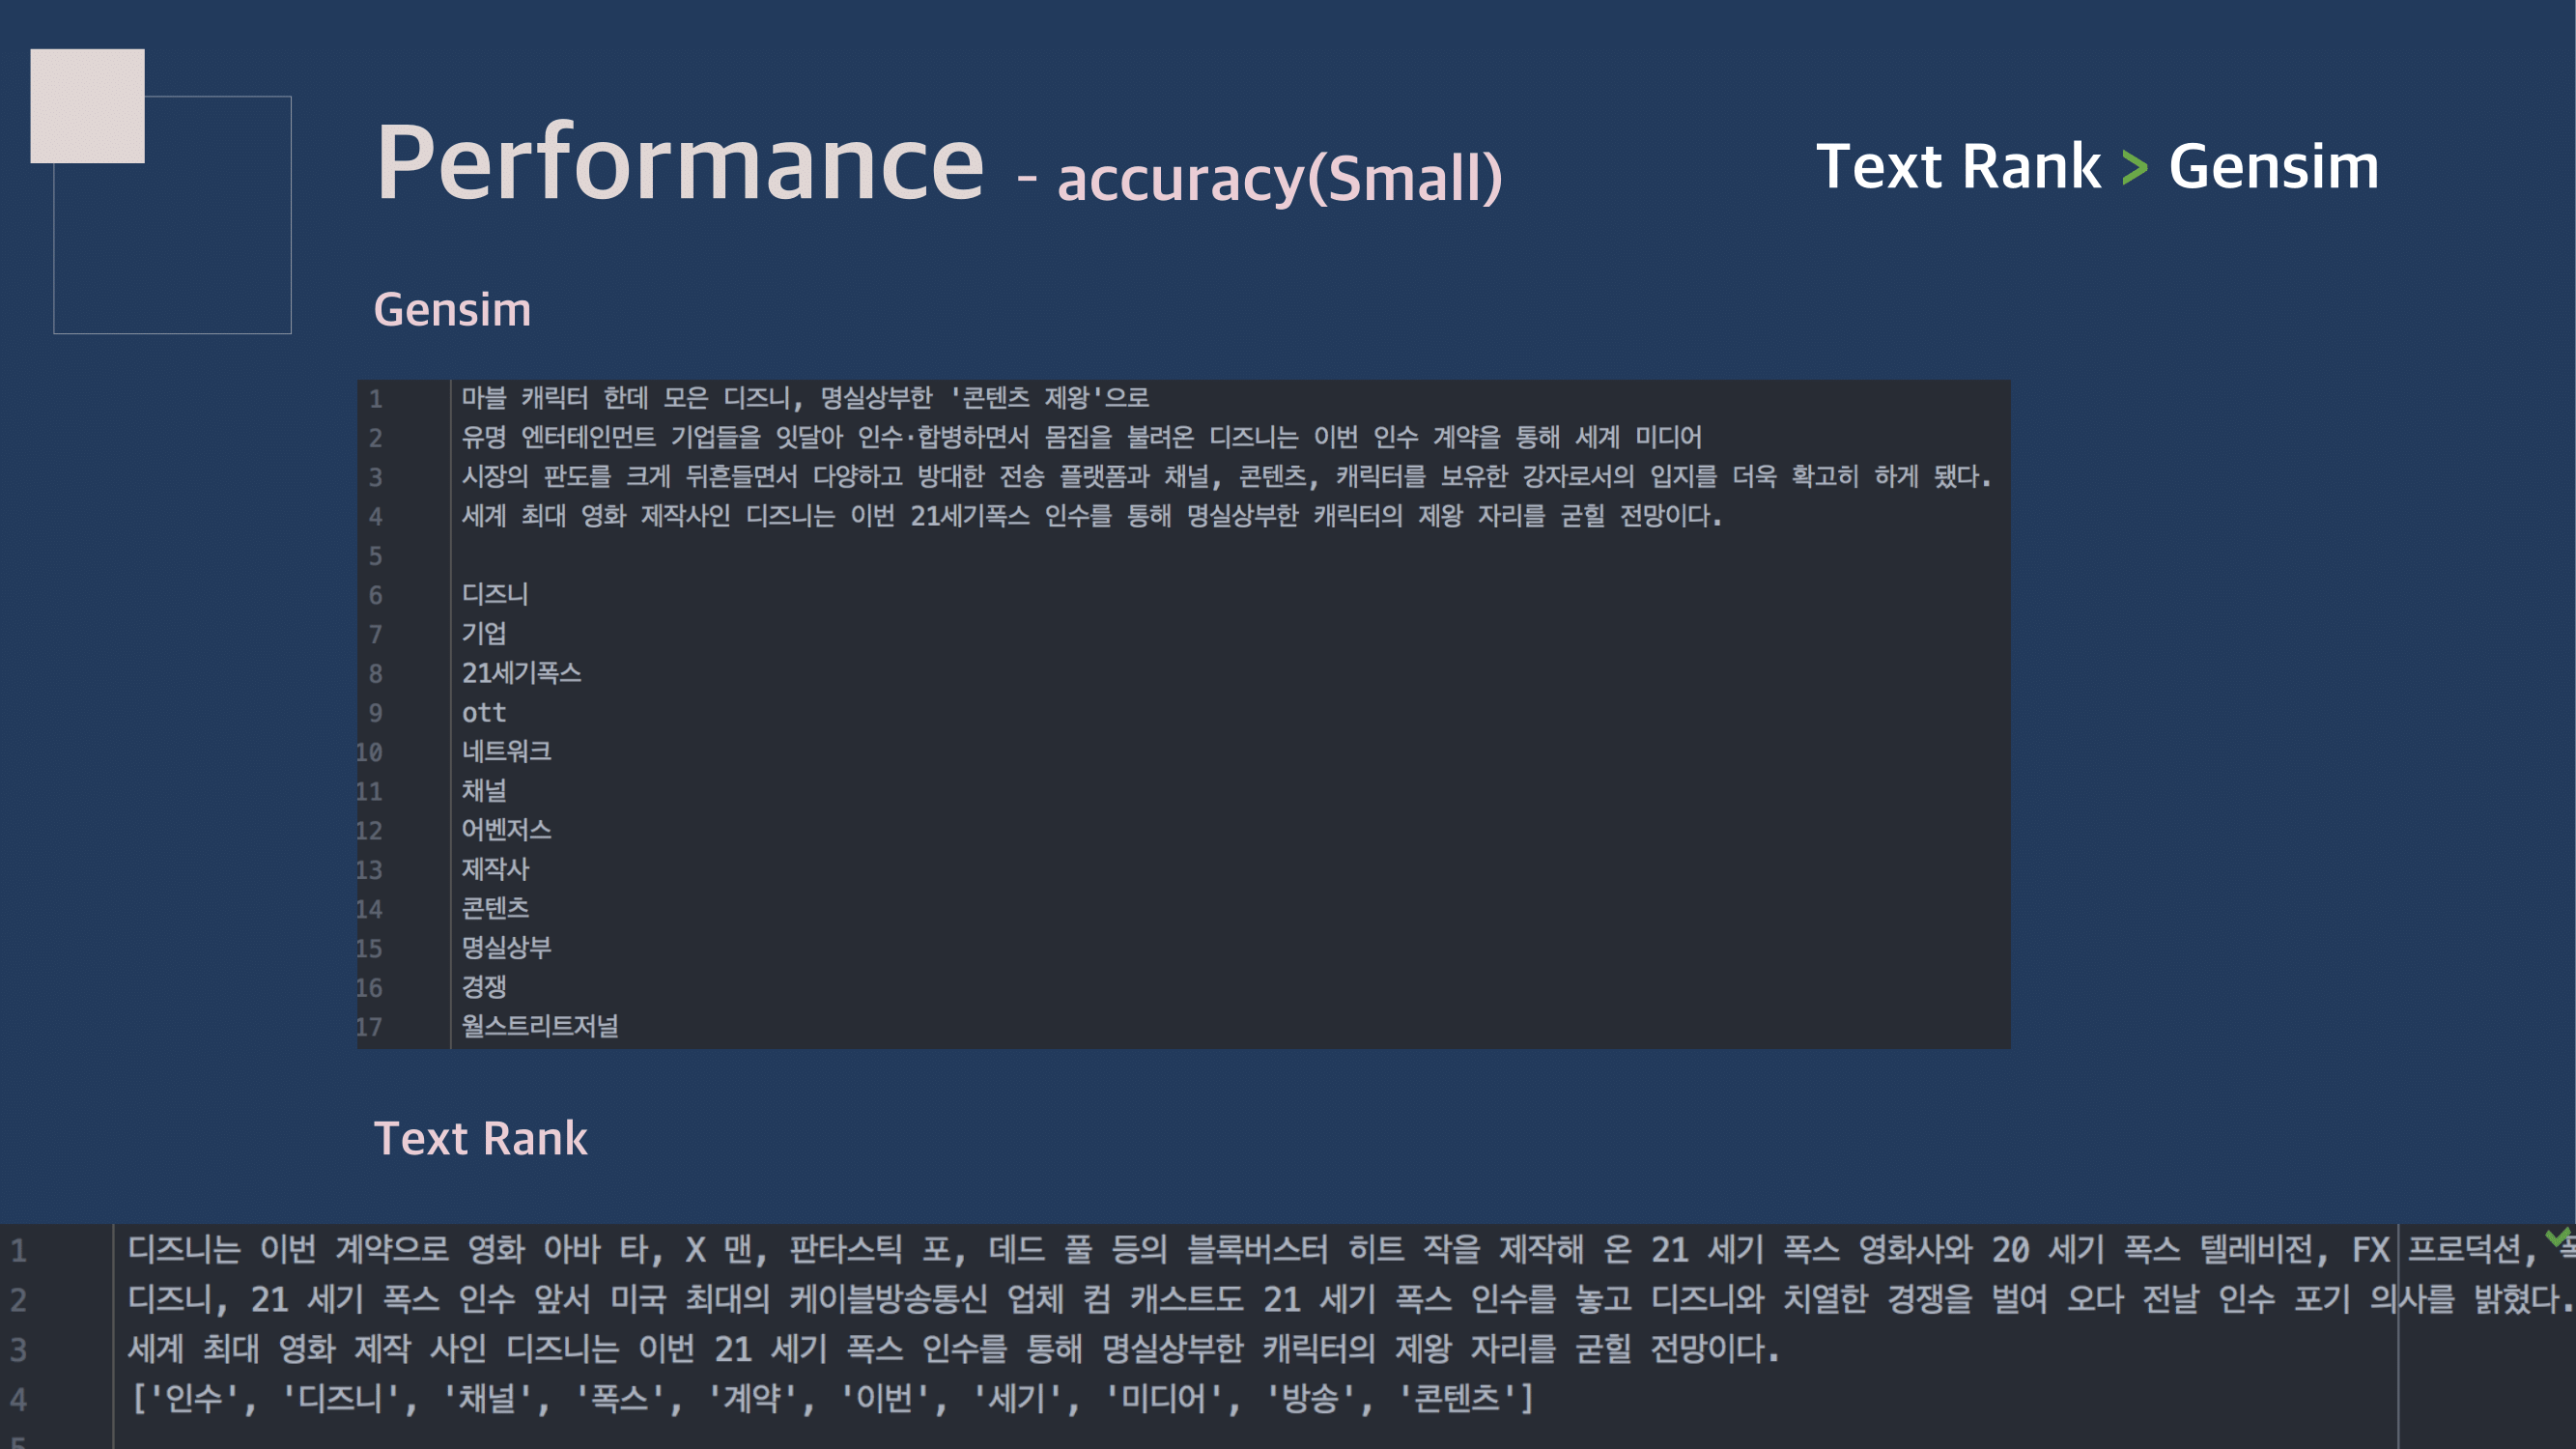 Performance - accuracy(Small)
Text Rank > Gensim
Gensim
1 마블 캐릭터 한데 모은 디즈니, 명실상부한 '콘텐츠 제왕'으로
2 유명 엔터테인먼트 기업들을 잇달아 인수·합병하면서 몸집을 불려온 디즈니는 이번 인수 계약을 통해 세계 미디어
3 시장의 판도를 크게 뒤흔들면서 다양하고 방대한 전송 플랫폼과 채널, 콘텐츠, 캐릭터를 보유한 강자로서의 입지를 더욱 확고히 하게 됐다.
4 세계 최대 영화 제작사인 디즈니는 이번 21세기폭스 인수를 통해 명실상부한 캐릭터의 제왕 자리를 굳힐 전망이다.
5
6 디즈니
7 기업
8 21세기폭스
9 ott
10 네트워크
11 채널
12 어벤저스
13 제작사
14 콘텐츠
15 명실상부
16 경쟁
17 월스트리트저널
Text Rank
1 디즈니는 이번 계약으로 영화 아바 타, X 맨, 판타스틱 포, 데드 풀 등의 블록버스터 히트 작을 제작해 온 21 세기 폭스 영화사와 20 세기 폭스 텔레비전, FX 프로덕션,
2 디즈니, 21 세기 폭스 인수 앞서 미국 최대의 케이블방송통신 업체 컴 캐스트도 21 세기 폭스 인수를 놓고 디즈니와 치열한 경쟁을 벌여 오다 전날 인수 포기 의사를 밝혔다.
3 세계 최대 영화 제작 사인 디즈니는 이번 21 세기 폭스 인수를 통해 명실상부한 캐릭터의 제왕 자리를 굳힐 전망이다.
4 ['인수', '디즈니', '채널', '폭스', '계약', '이번', '세기', '미디어', '방송', '콘텐츠']
5